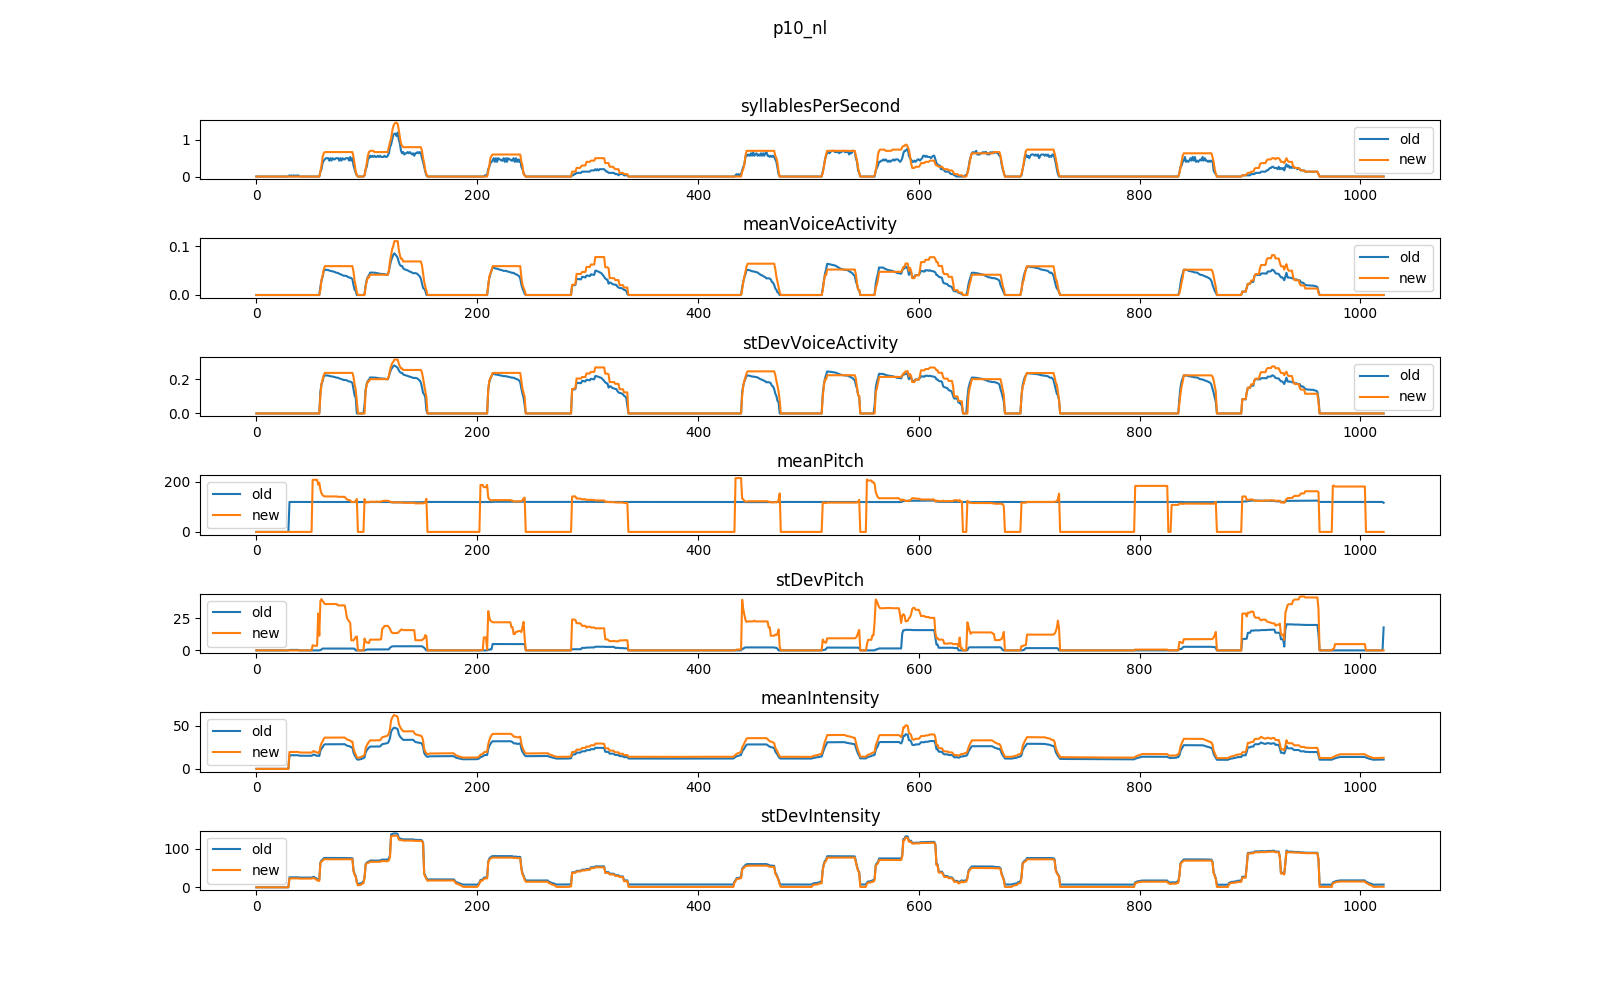 p10_nl
syllablesPerSecond
1
0
old
new
0 200 400 600 800 1000
meanVoiceActivity
0.1
0.0
old
new
0 200 400 600 800 1000
stDevVoiceActivity
0.2
0.0
old
new
0 200 400 600 800 1000
meanPitch
200
0
old
new
0 200 400 600 800 1000
stDevPitch
25
0
old
new
0 200 400 600 800 1000
meanIntensity
50
0
old
new
0 200 400 600 800 1000
stDevIntensity
100
0
old
new
0 200 400 600 800 1000